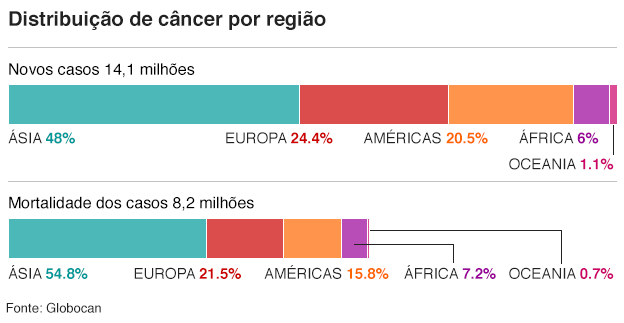 Distribuição de câncer por região
Novos casos 14,1 milhões
ÁSIA 48% EUROPA 24.4% AMÉRICAS 20.5% ÁFRICA 6%
OCEANIA 1.1%
Mortalidade dos casos 8,2 milhões
ÁSIA 54.8% EUROPA 21.5% AMÉRICAS 15.8% ÁFRICA 7.2% OCEANIA 0.7%
Fonte: Globocan